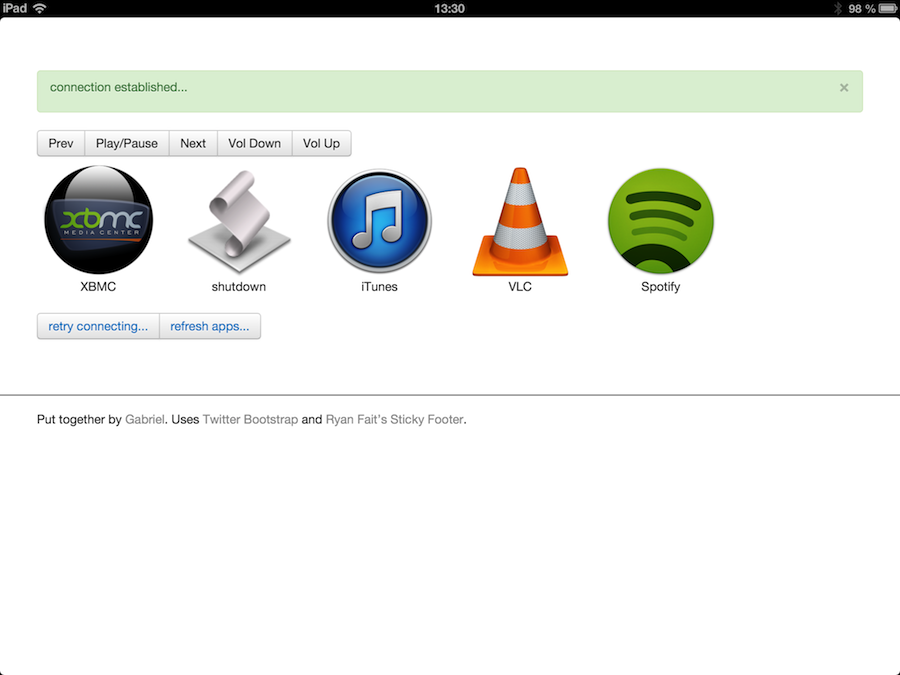 iPad 13:30 98 %
connection established... ×
Prev Play/Pause Next Vol Down Vol Up
xbmc
MEDIA CENTER
XBMC shutdown iTunes VLC Spotify
retry connecting... refresh apps...
Put together by Gabriel. Uses Twitter Bootstrap and Ryan Fait's Sticky Footer.